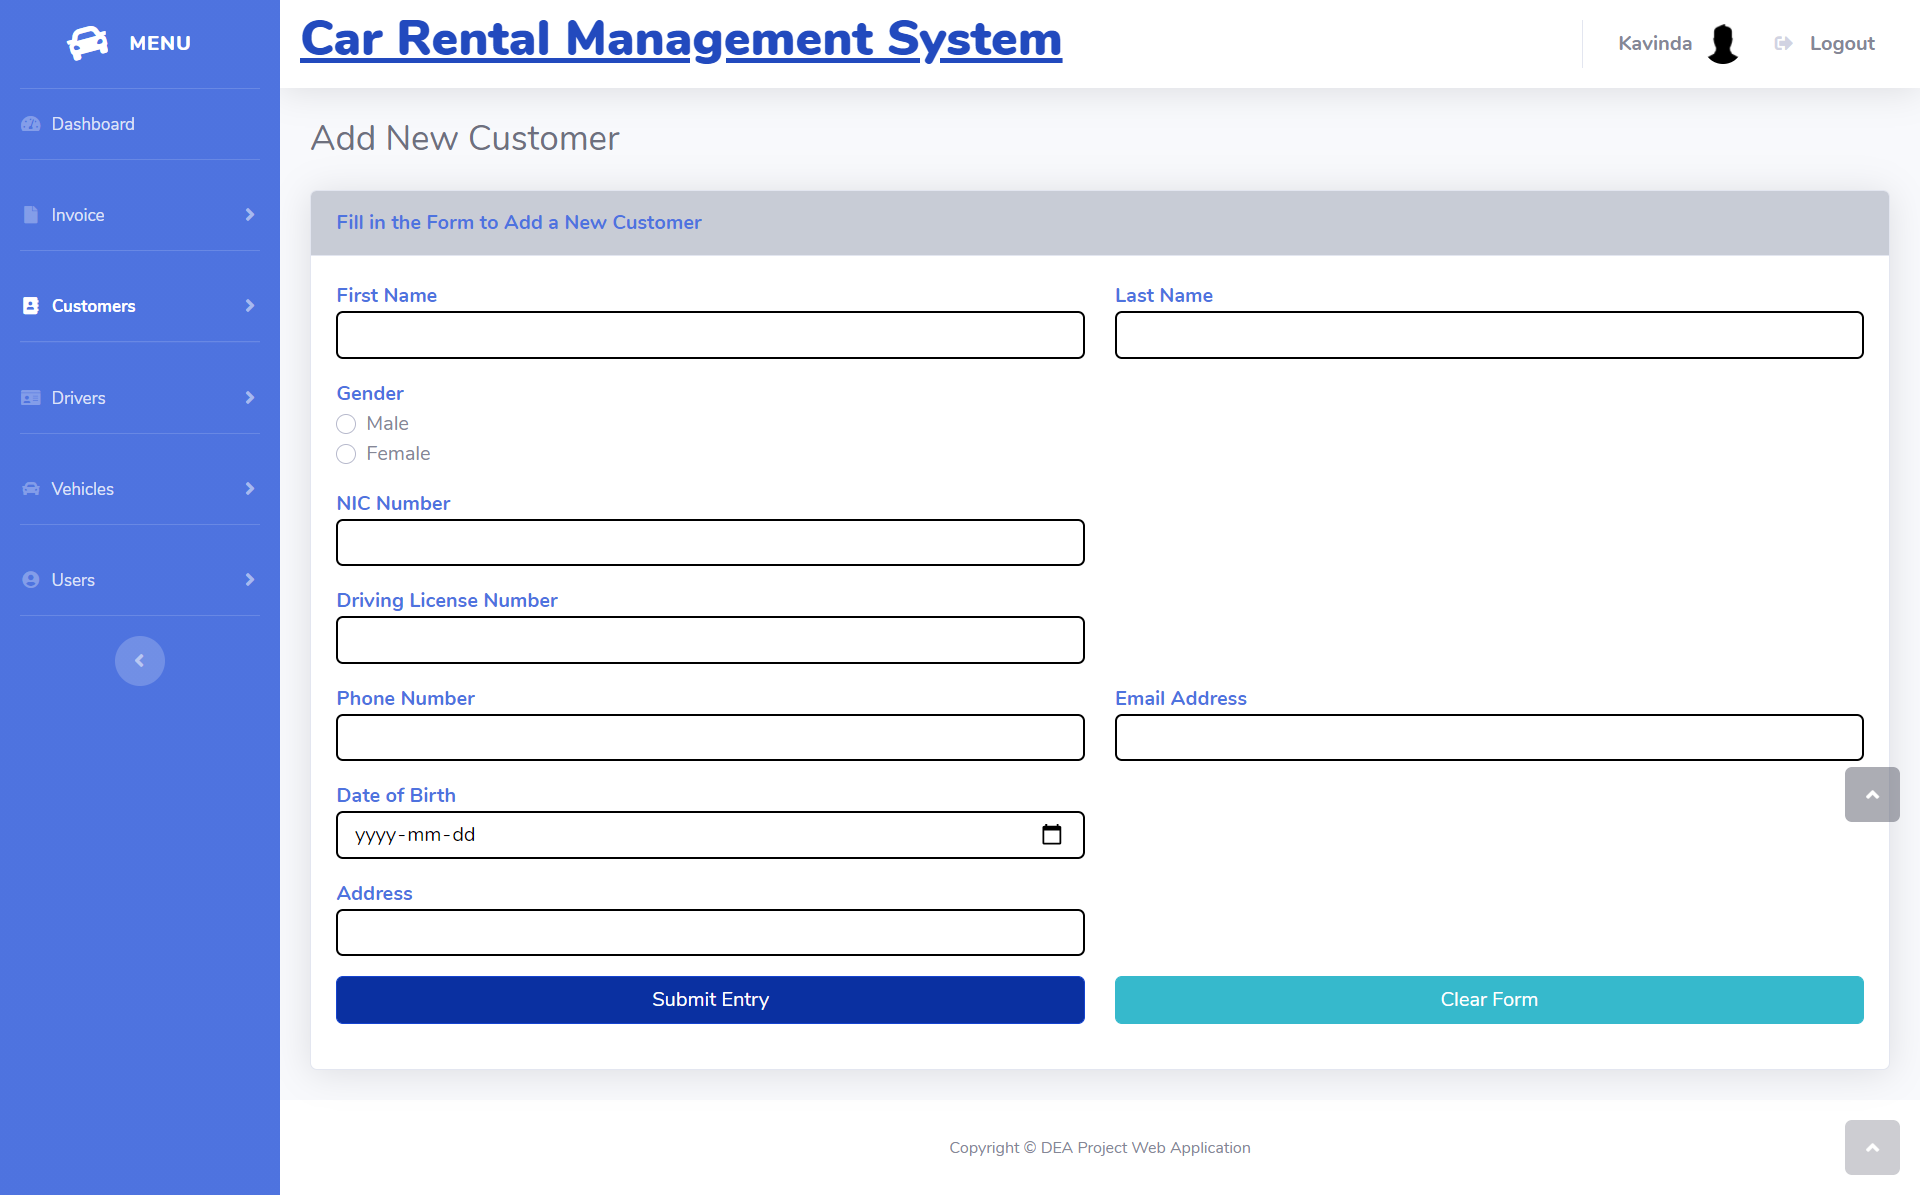 MENU
Dashboard
Invoice
Customers
Drivers
Vehicles
Users
Car Rental Management System
Kavinda
Logout
Add New Customer
Fill in the Form to Add a New Customer
First Name
Last Name
Gender
Male
Female
NIC Number
Driving License Number
Phone Number
Email Address
Date of Birth
yyyy-mm-dd
Address
Submit Entry
Clear Form
Copyright © DEA Project Web Application